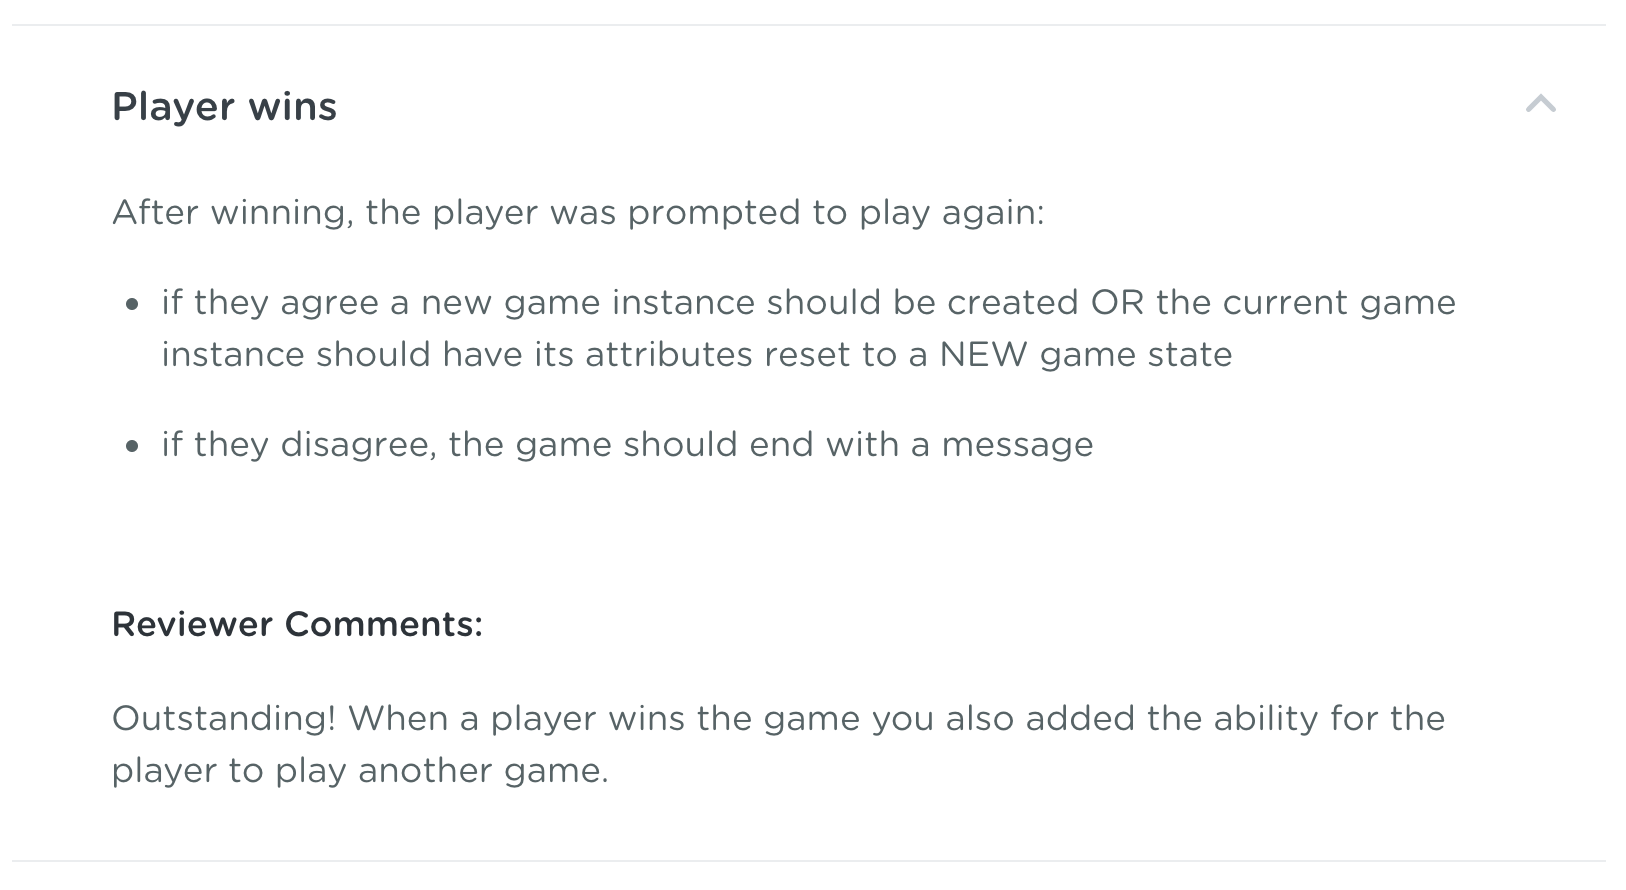 Player wins
After winning, the player was prompted to play again:
• if they agree a new game instance should be created OR the current game
instance should have its attributes reset to a NEW game state
• if they disagree, the game should end with a message
Reviewer Comments:
Outstanding! When a player wins the game you also added the ability for the
player to play another game.